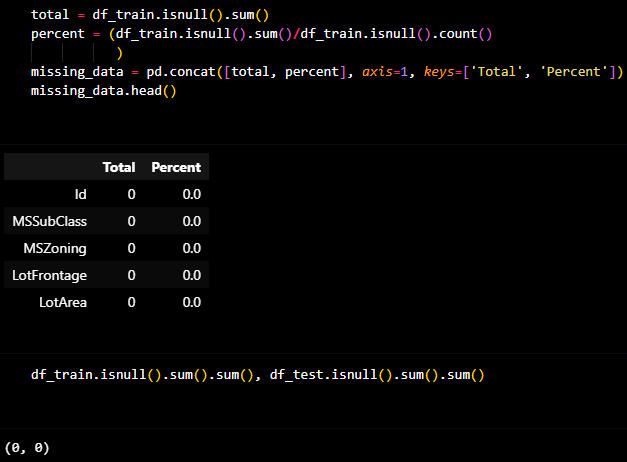 total = df_train.isnull().sum()
percent = (df_train.isnull().sum()/df_train.isnull().count()
)
missing_data = pd.concat([total, percent], axis=1, keys=['Total', 'Percent'])
missing_data.head()
Total Percent
Id 0 0.0
MSSubClass 0 0.0
MSZoning 0 0.0
LotFrontage 0 0.0
LotArea 0 0.0
df_train.isnull().sum().sum(), df_test.isnull().sum().sum()
(0, 0)